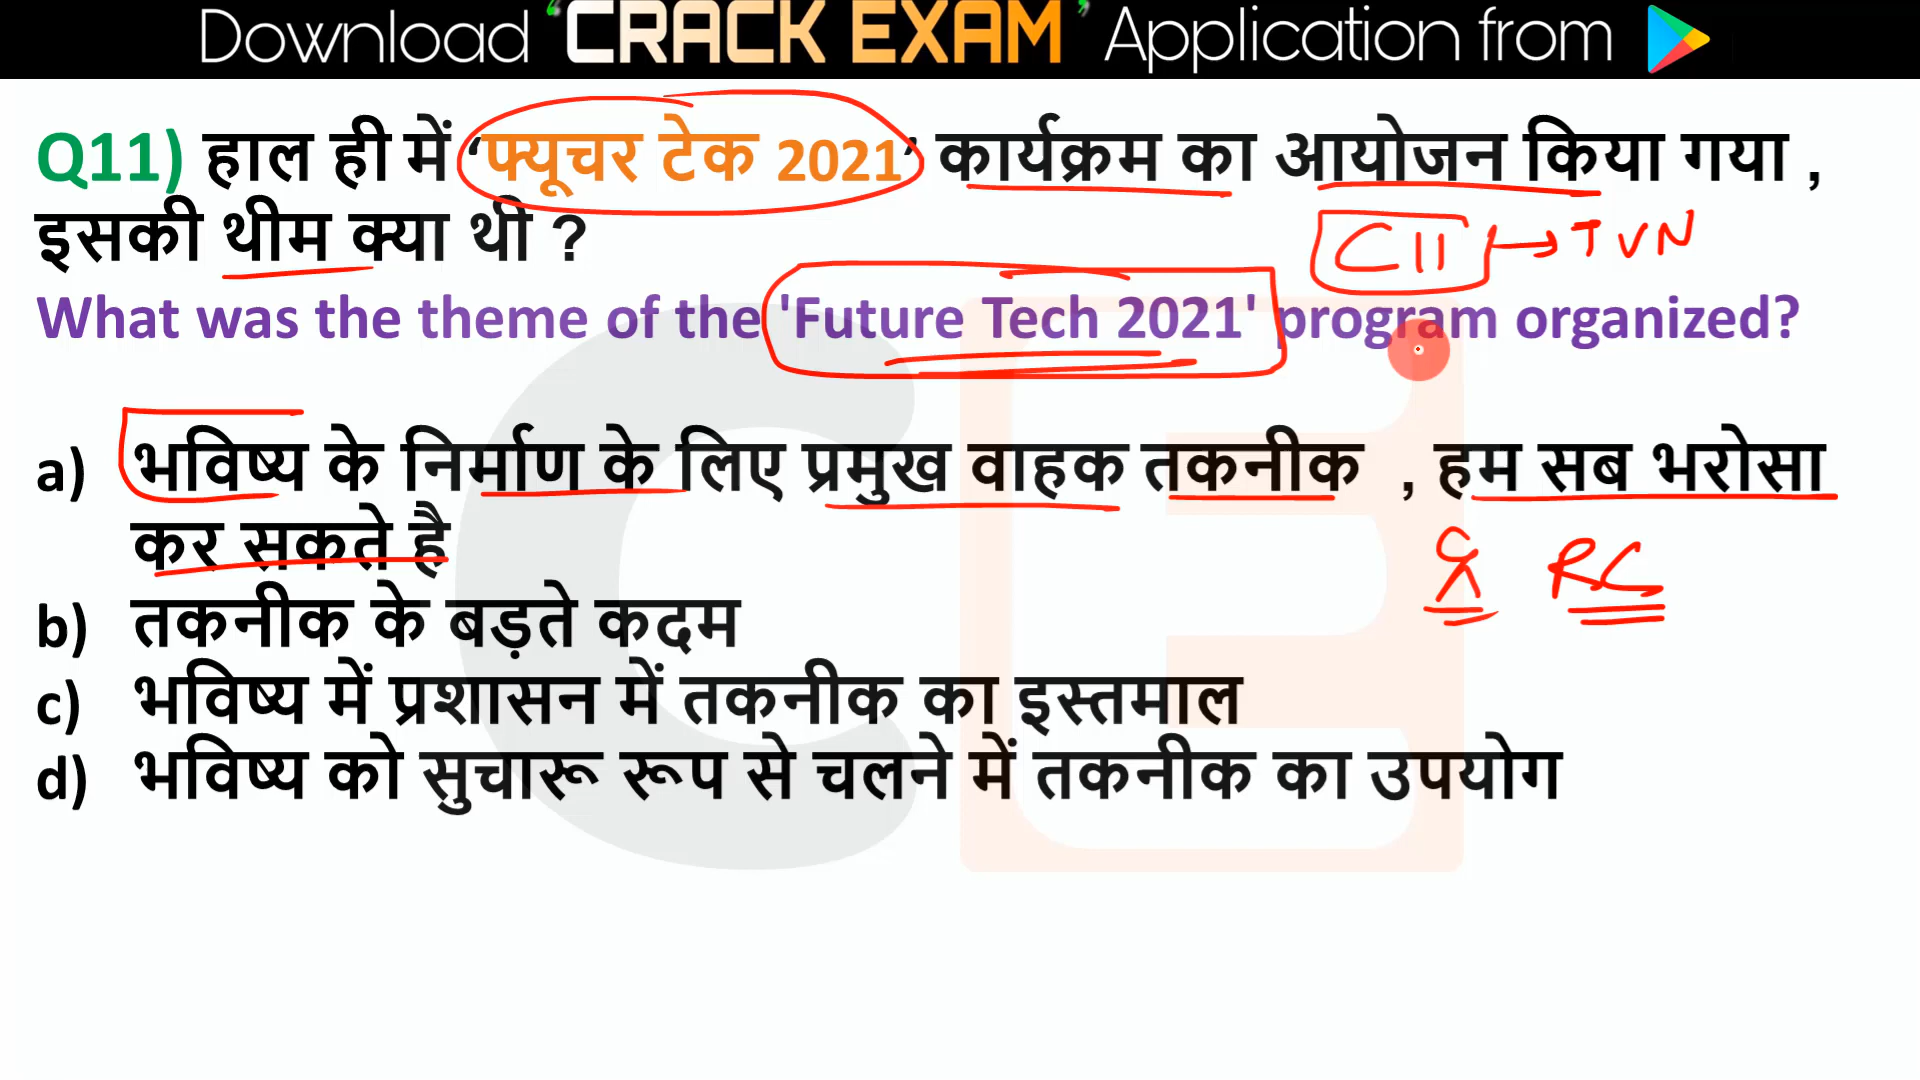 Download ‘CRACK EXAM’ Application from
Q11) हाल ही में ‘फ्यूचर टेक 2021’ कार्यक्रम का आयोजन किया गया ,
इसकी थीम क्या थी ?
CII → TVN
What was the theme of the 'Future Tech 2021' program organized?
a) भविष्य के निर्माण के लिए प्रमुख वाहक तकनीक , हम सब भरोसा
कर सकते है
RC
b) तकनीक के बड़ते कदम
c) भविष्य में प्रशासन में तकनीक का इस्तमाल
d) भविष्य को सुचारू रूप से चलने में तकनीक का उपयोग